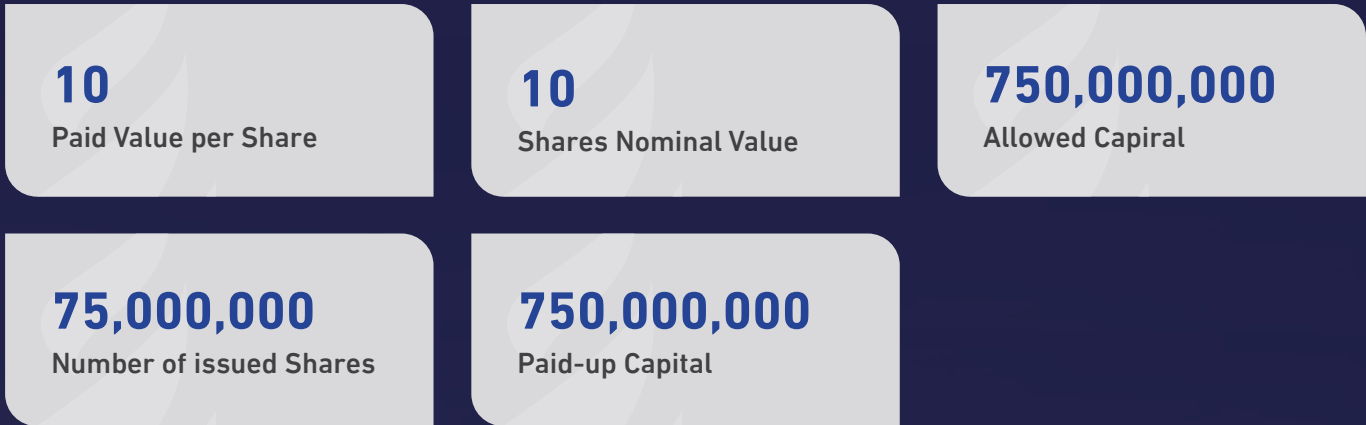 10
Paid Value per Share
10
Shares Nominal Value
750,000,000
Allowed Capiral
75,000,000
Number of issued Shares
750,000,000
Paid-up Capital